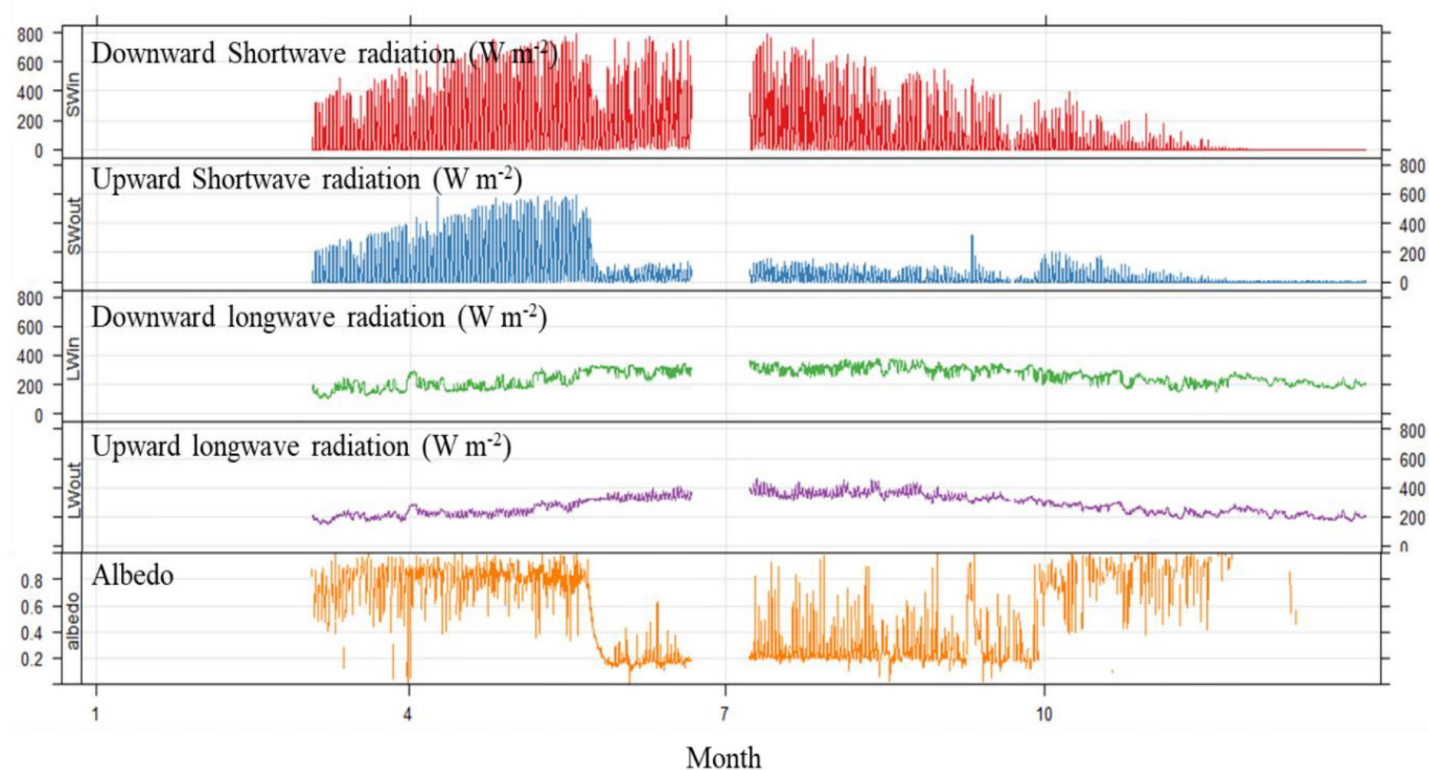 Downward Shortwave radiation (W m-2)
800
600
400
200
0
SWin
Upward Shortwave radiation (W m-2)
800
600
400
200
0
SWout
Downward longwave radiation (W m-2)
800
600
400
200
0
LWin
Upward longwave radiation (W m-2)
800
600
400
200
0
LWout
Albedo
0.8
0.6
0.4
0.2
albedo
1
4
7
10
Month